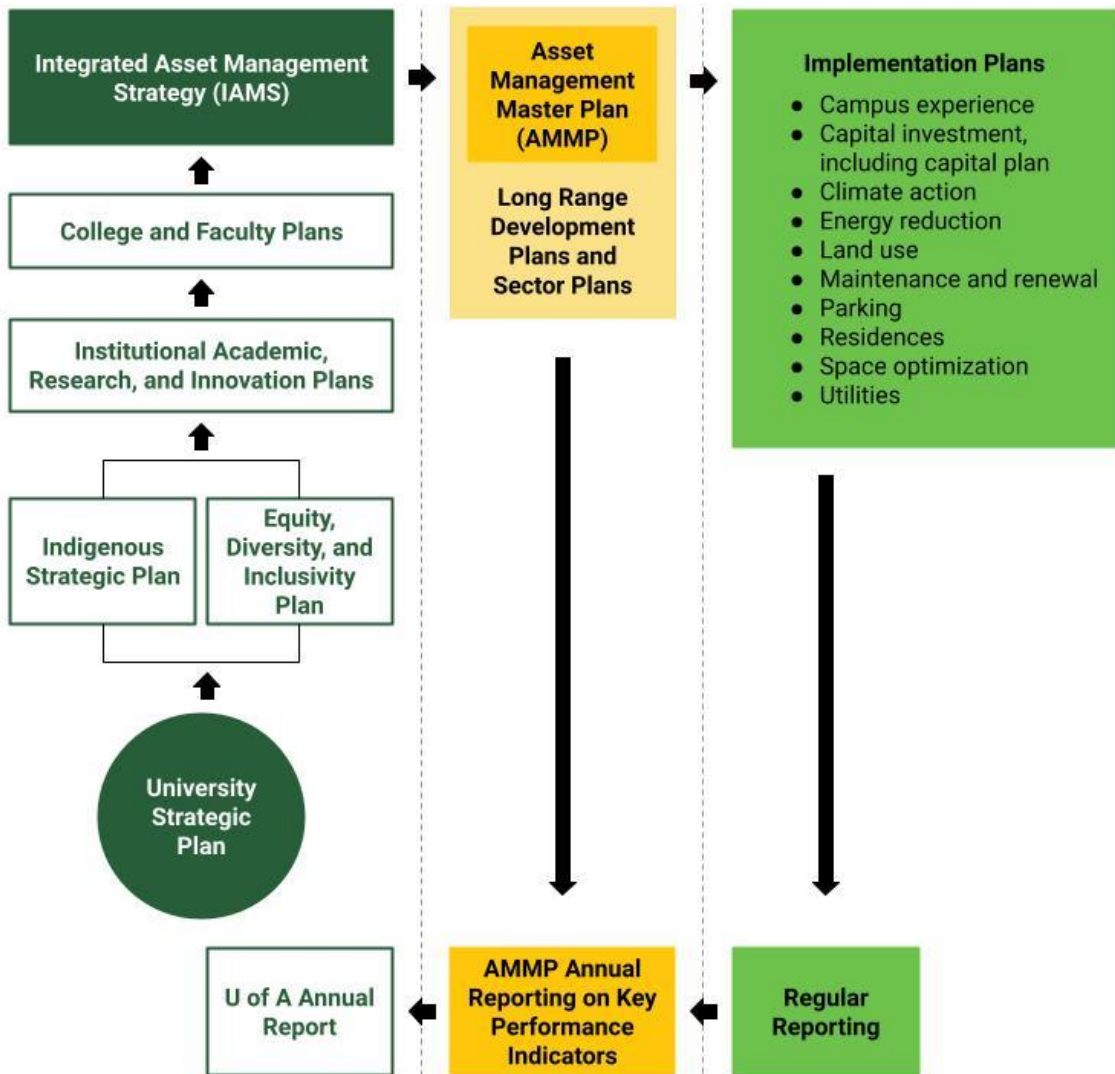 Integrated Asset Management
Strategy (IAMS)
College and Faculty Plans
Institutional Academic,
Research, and Innovation Plans
Indigenous
Strategic Plan
Equity,
Diversity, and
Inclusivity
Plan
University
Strategic
Plan
U of A Annual
Report
Asset
Management
Master Plan
(AMMP)
Long Range
Development
Plans and
Sector Plans
AMMP Annual
Reporting on Key
Performance
Indicators
Implementation Plans
● Campus experience
● Capital investment,
including capital plan
● Climate action
● Energy reduction
● Land use
● Maintenance and renewal
● Parking
● Residences
● Space optimization
● Utilities
Regular
Reporting